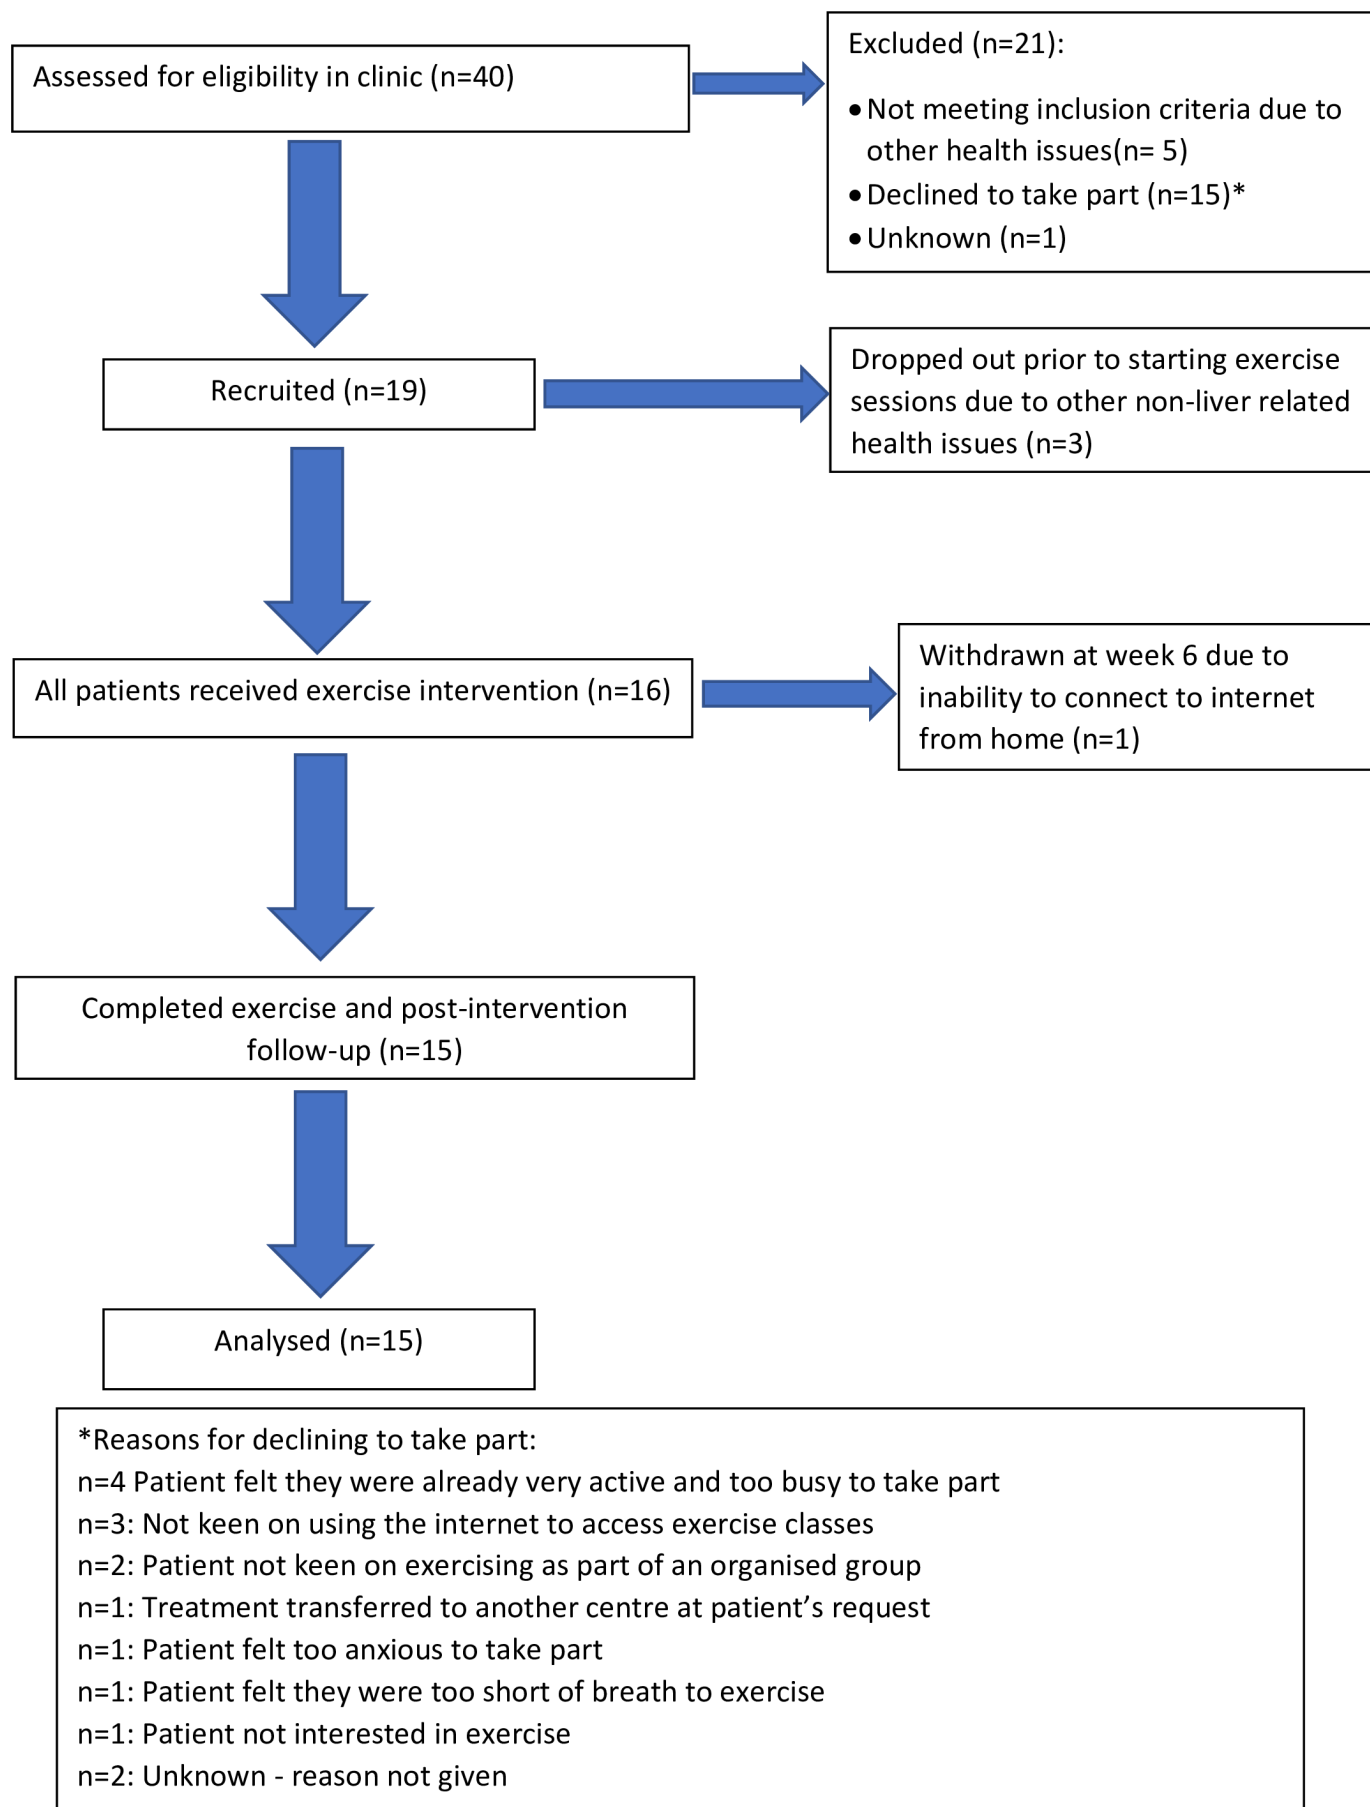 Assessed for eligibility in clinic (n=40)
Excluded (n=21):
• Not meeting inclusion criteria due to
other health issues(n= 5)
• Declined to take part (n=15)*
• Unknown (n=1)
Recruited (n=19)
Dropped out prior to starting exercise
sessions due to other non-liver related
health issues (n=3)
All patients received exercise intervention (n=16)
Withdrawn at week 6 due to
inability to connect to internet
from home (n=1)
Completed exercise and post-intervention
follow-up (n=15)
Analysed (n=15)
*Reasons for declining to take part:
n=4 Patient felt they were already very active and too busy to take part
n=3: Not keen on using the internet to access exercise classes
n=2: Patient not keen on exercising as part of an organised group
n=1: Treatment transferred to another centre at patient’s request
n=1: Patient felt too anxious to take part
n=1: Patient felt they were too short of breath to exercise
n=1: Patient not interested in exercise
n=2: Unknown - reason not given